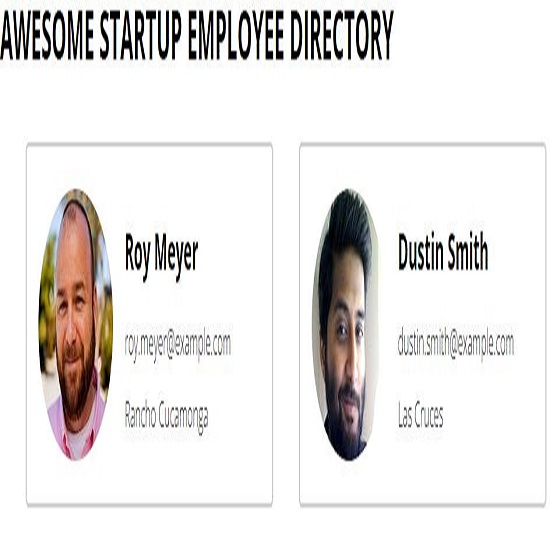 AWESOME STARTUP EMPLOYEE DIRECTORY
Roy Meyer
roy.meyer@example.com
Rancho Cucamonga
Dustin Smith
dustin.smith@example.com
Las Cruces